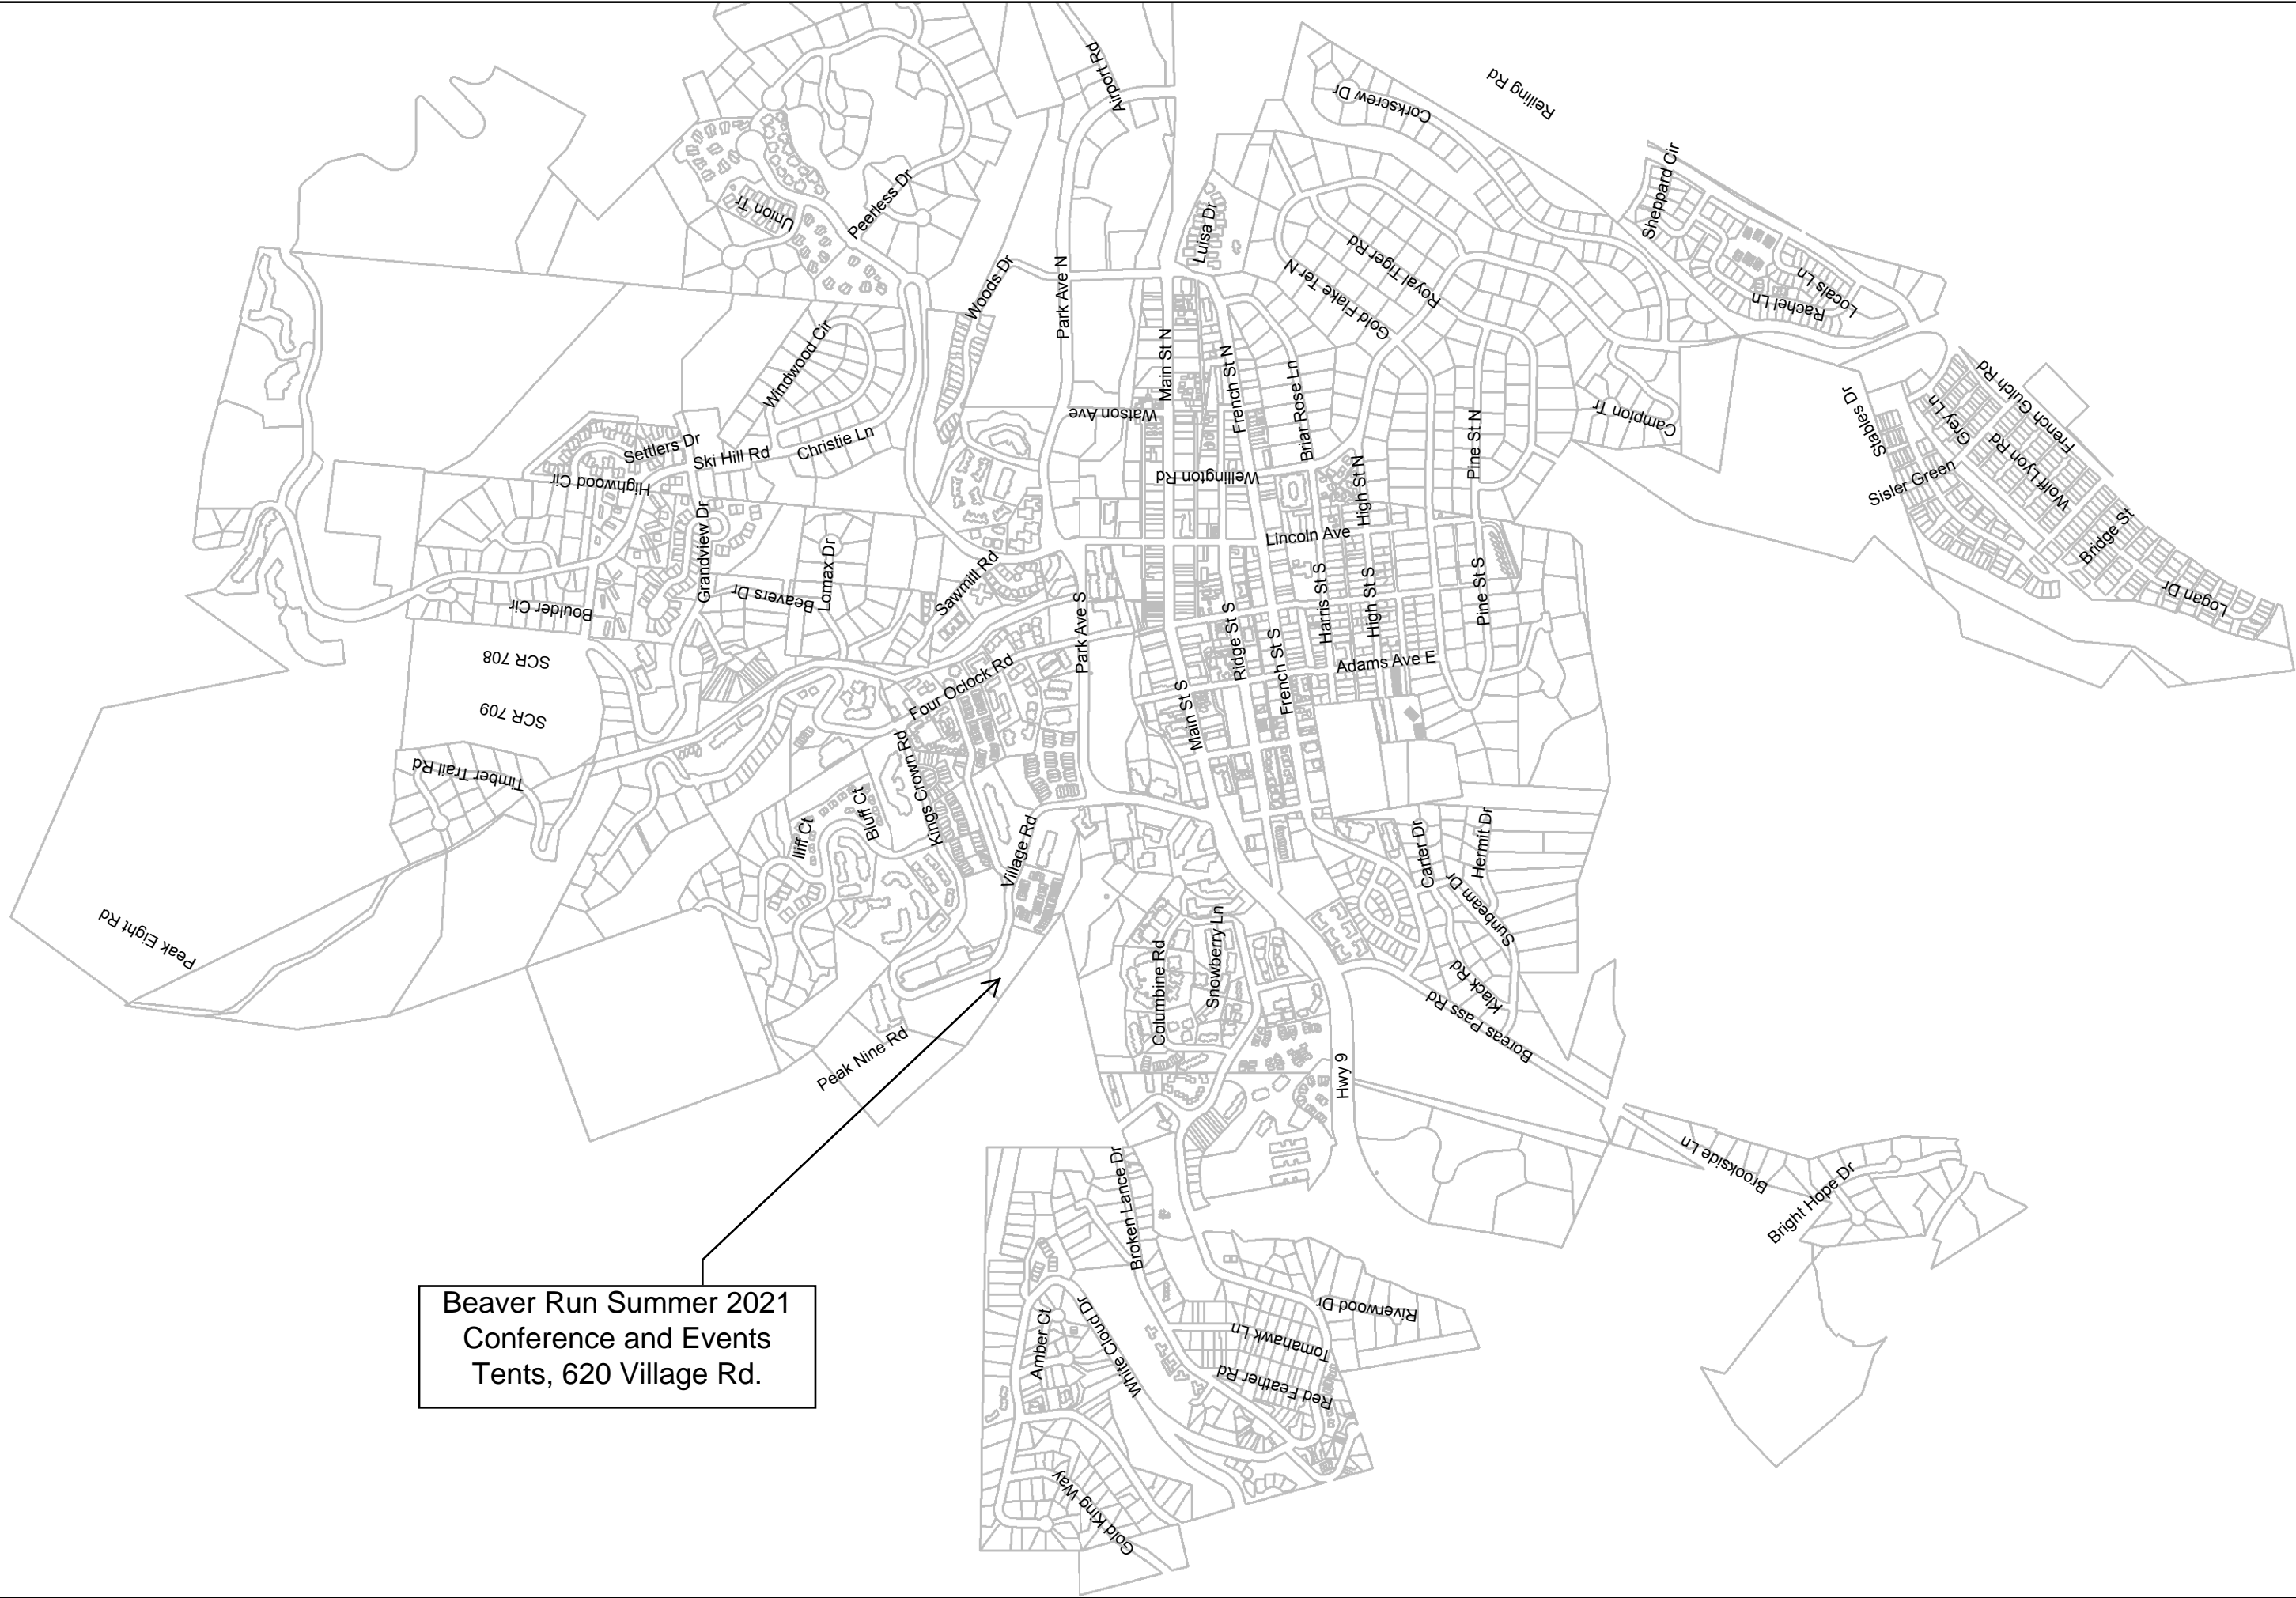 Airport Rd
Reiling Rd
Corkscrew Dr
Sheppard Cir
Union Tr
Peerless Dr
Luisa Dr
Royal Tiger Rd
Gold Flake Ter N
Locals Ln
Rachel Ln
Woods Dr
Park Ave N
Windwood Cir
Main St N
French St N
Briar Rose Ln
Campion Tr
French Gulch Rd
Stables Dr
Grey Ln
Wolff Lyon Rd
Sisler Green
Bridge St
Logan Dr
Watson Ave
Wellington Rd
Pine St N
High St N
Settlers Dr
Ski Hill Rd
Christie Ln
Highwood Cir
Grandview Dr
Lomax Dr
Beavers Dr
Sawmill Rd
Lincoln Ave
Boulder Cir
SCR 708
SCR 709
Park Ave S
Ridge St S
French St S
Harris St S
High St S
Pine St S
Adams Ave E
Four Oclock Rd
Main St S
Timber Trail Rd
Kings Crown Rd
Bluff Ct
Iliff Ct
Village Rd
Carter Dr
Hermit Dr
Sunbeam Dr
Peak Eight Rd
Columbine Rd
Snowberry Ln
Klack Rd
Boreas Pass Rd
Peak Nine Rd
Hwy 9
Brookside Ln
Bright Hope Dr
Broken Lance Dr
Beaver Run Summer 2021
Conference and Events
Tents, 620 Village Rd.
Amber Ct
White Cloud Dr
Riverwood Dr
Tomahawk Ln
Red Feather Rd
Gold King Way